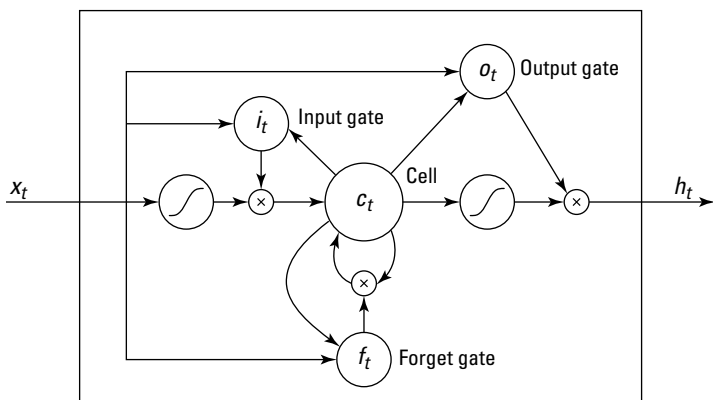 o_t Output gate
i_t Input gate
x_t
×
c_t
Cell
×
h_t
×
f_t Forget gate